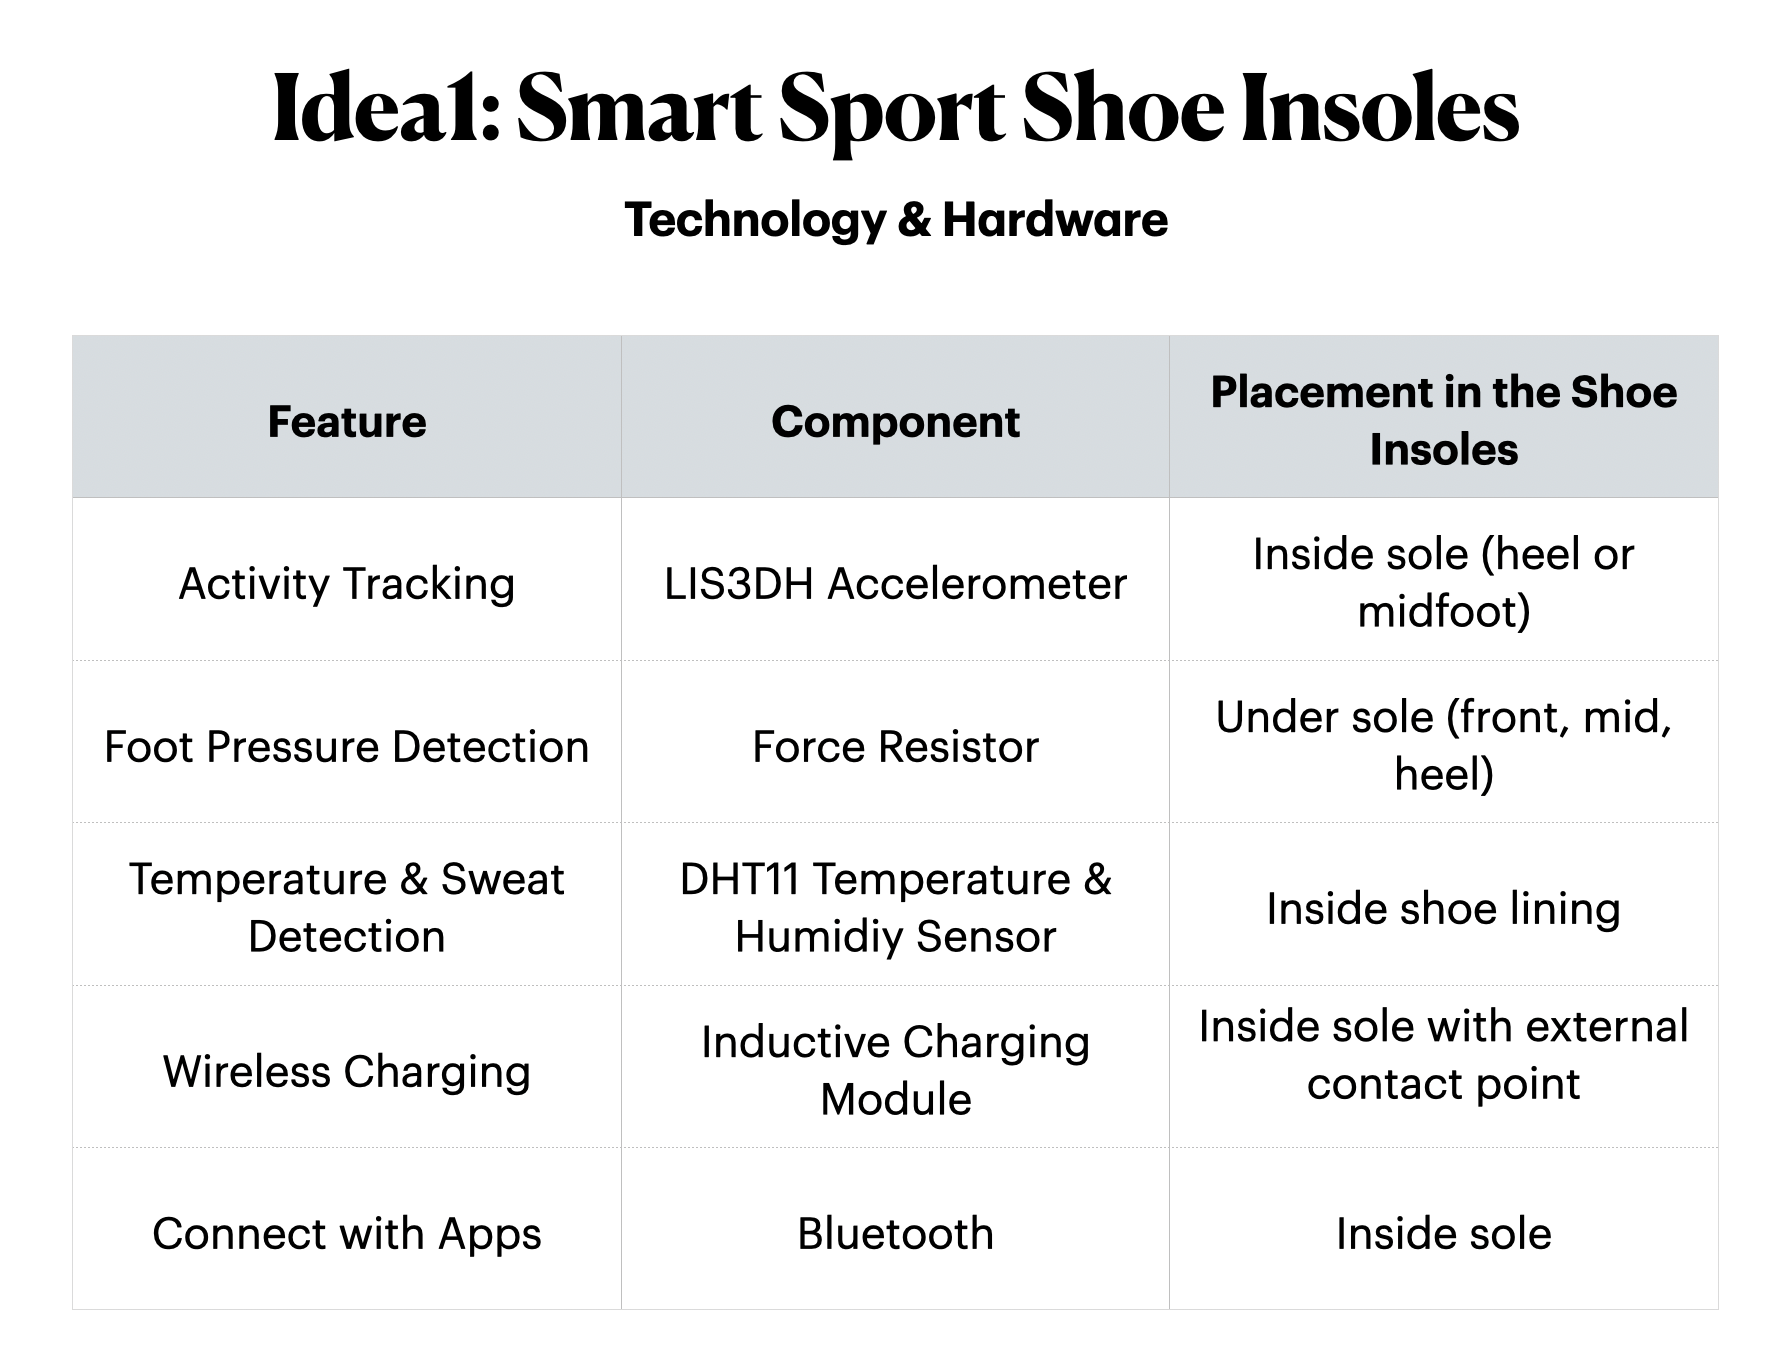 Idea1: Smart Sport Shoe Insoles
Technology & Hardware
Feature
Component
Placement in the Shoe
Insoles
Activity Tracking
LIS3DH Accelerometer
Inside sole (heel or
midfoot)
Foot Pressure Detection
Force Resistor
Under sole (front, mid,
heel)
Temperature & Sweat
Detection
DHT11 Temperature &
Humidiy Sensor
Inside shoe lining
Wireless Charging
Inductive Charging
Module
Inside sole with external
contact point
Connect with Apps
Bluetooth
Inside sole